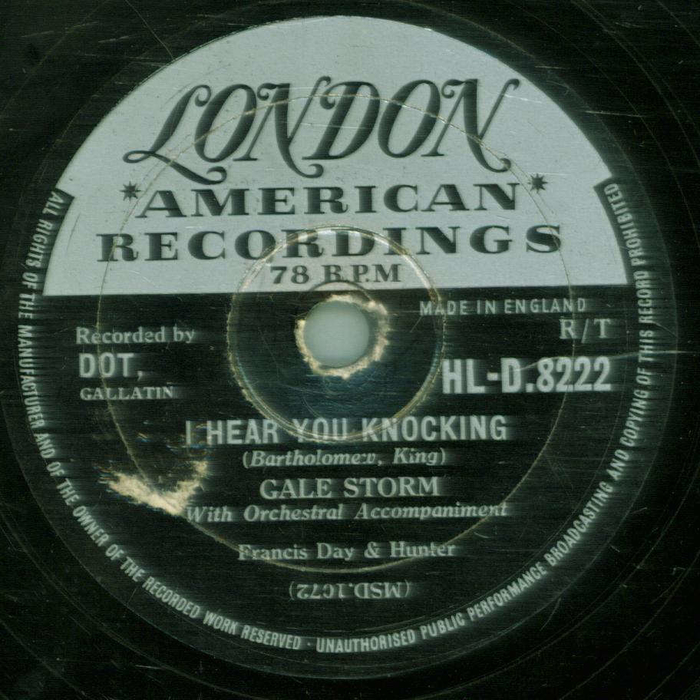 LONDON
*AMERICAN*
RECORDINGS
78 R.P.M
MADE IN ENGLAND
R/T
Recorded by
DOT,
GALLATIN
HL-D.8222
I HEAR YOU KNOCKING
(Bartholomew, King)
GALE STORM
With Orchestral Accompaniment
Francis Day & Hunter
(MSD.1672)
ALL RIGHTS OF THE MANUFACTURER AND OF THE OWNER OF THE RECORDED WORK RESERVED · UNAUTHORISED PUBLIC PERFORMANCE BROADCASTING AND COPYING OF THIS RECORD PROHIBITED